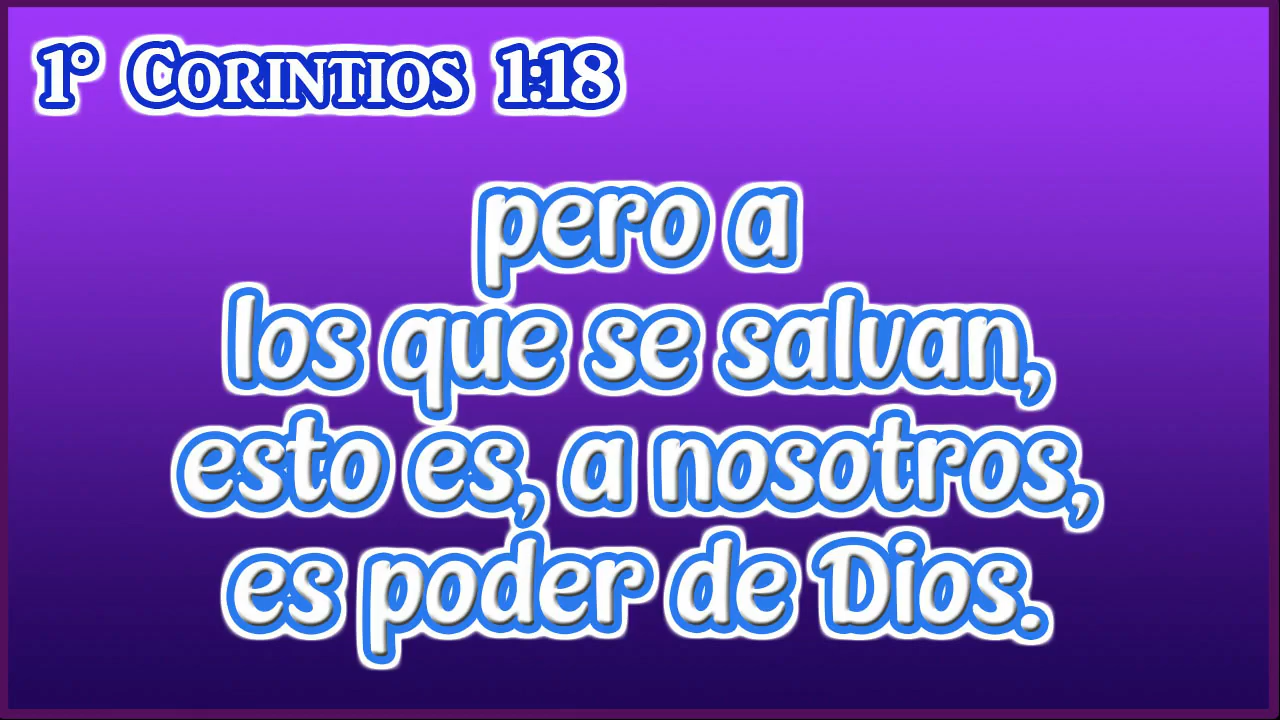 1° Corintios 1:18
pero a
los que se salvan,
esto es, a nosotros,
es poder de Dios.